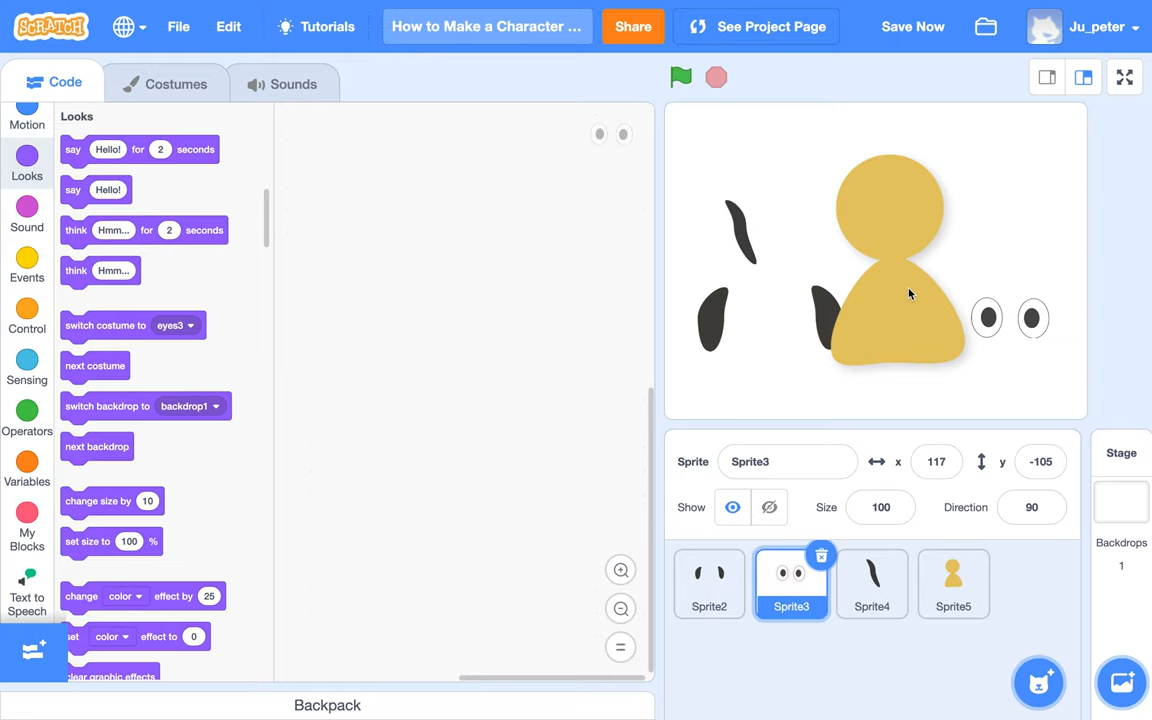 SCRATCH File Edit Tutorials How to Make a Character ... Share See Project Page Save Now Ju_peter
Code Costumes Sounds
Motion
Looks
Sound
Events
Control
Sensing
Operators
Variables
My
Blocks
Text to
Speech
Looks
say Hello! for 2 seconds
say Hello!
think Hmm... for 2 seconds
think Hmm...
switch costume to eyes3
next costume
switch backdrop to backdrop1
next backdrop
change size by 10
set size to 100 %
change color effect by 25
set color effect to 0
clear graphic effects
Backpack
Sprite Sprite3 x 117 y -105
Show Size 100 Direction 90
Sprite2 Sprite3 Sprite4 Sprite5
Stage
Backdrops
1